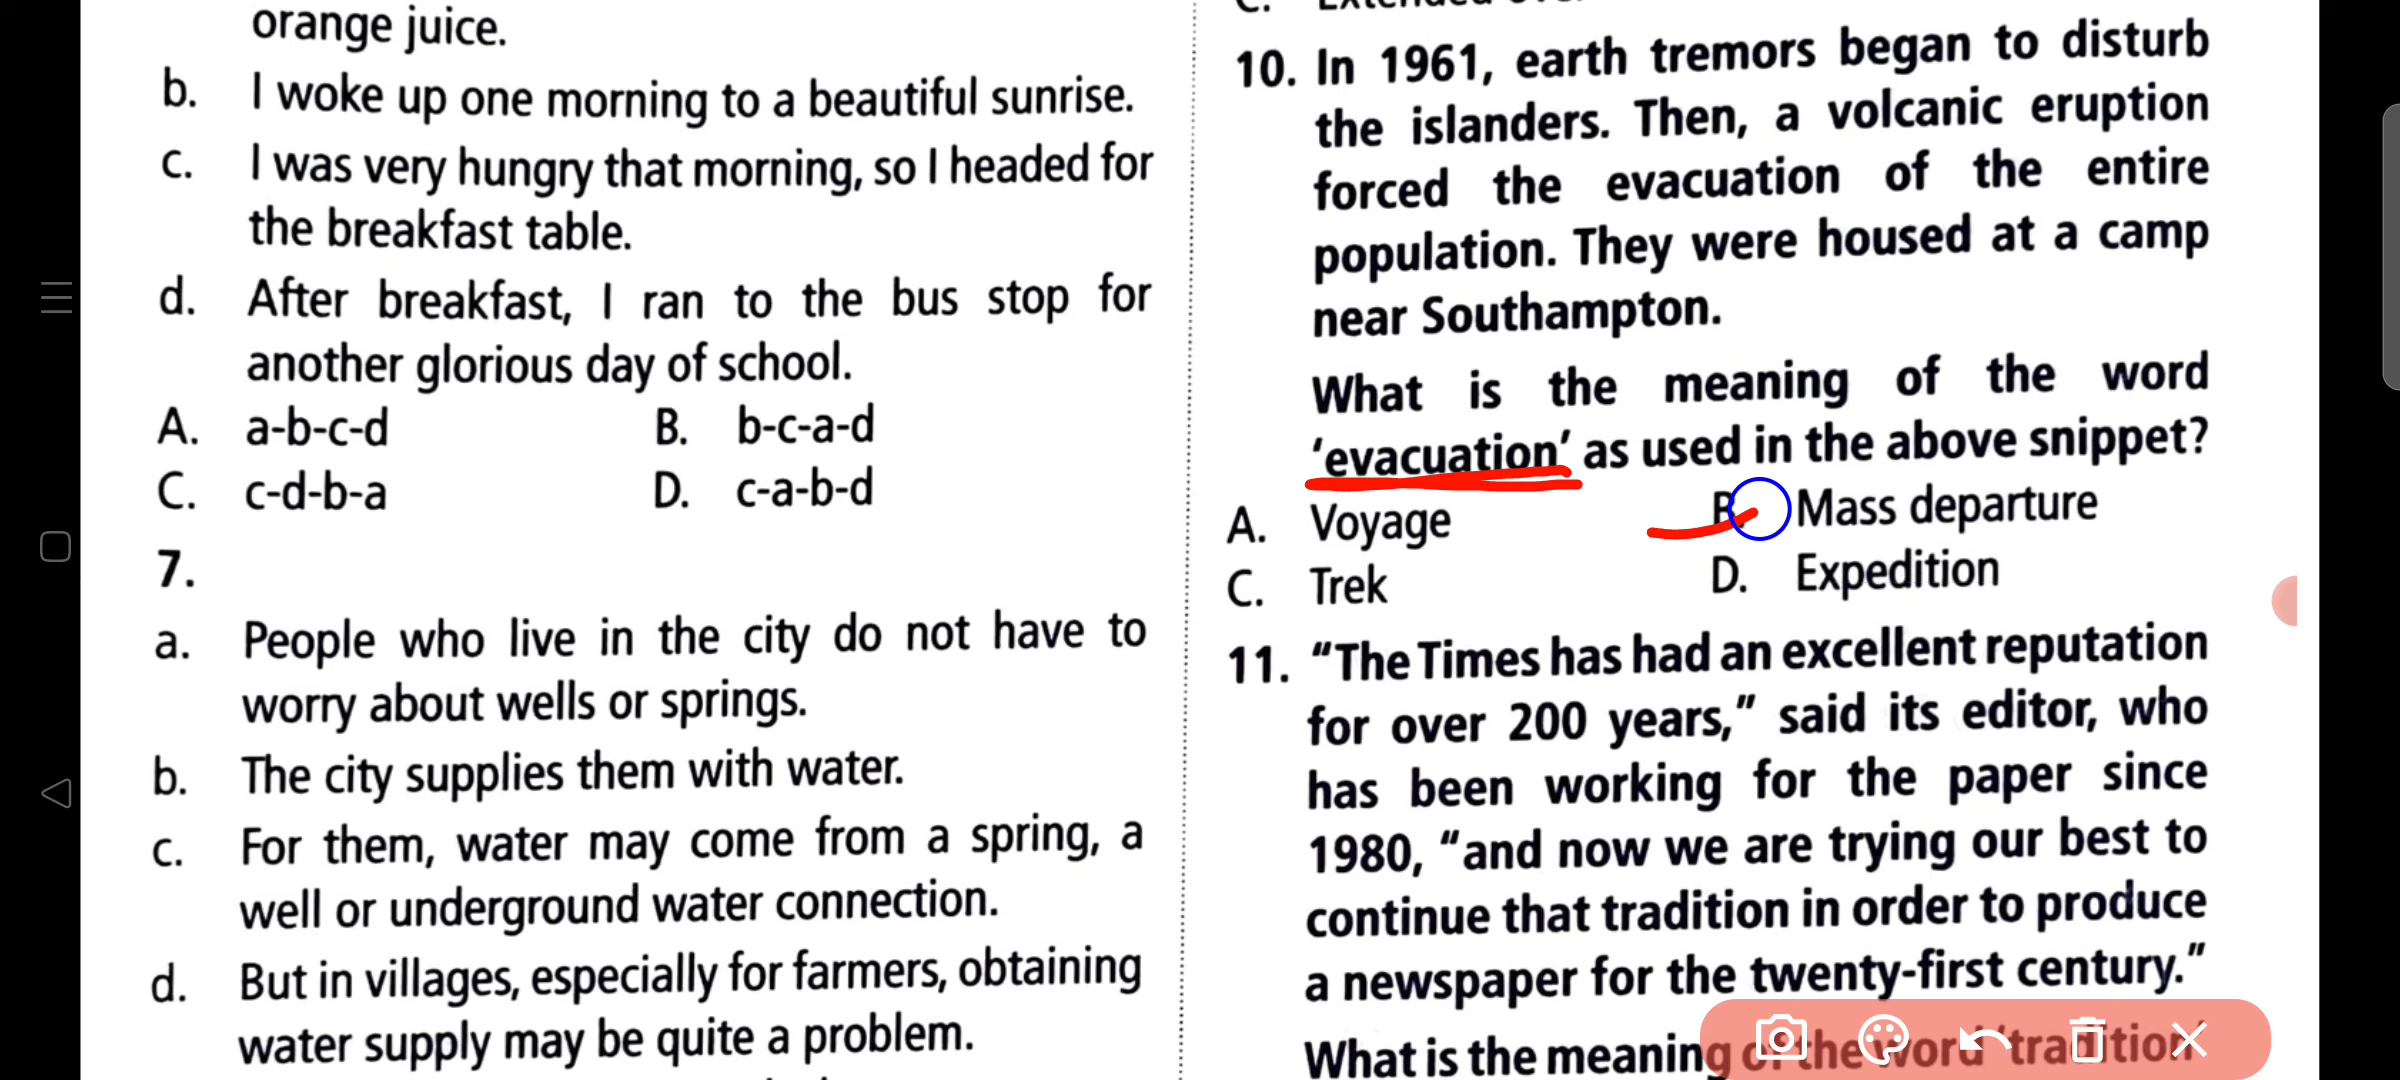 orange juice.
b. I woke up one morning to a beautiful sunrise.
c. I was very hungry that morning, so I headed for
the breakfast table.
d. After breakfast, I ran to the bus stop for
another glorious day of school.
A. a-b-c-d B. b-c-a-d
C. c-d-b-a D. c-a-b-d
7.
a. People who live in the city do not have to
worry about wells or springs.
b. The city supplies them with water.
c. For them, water may come from a spring, a
well or underground water connection.
d. But in villages, especially for farmers, obtaining
water supply may be quite a problem.
C. Extended
10. In 1961, earth tremors began to disturb
the islanders. Then, a volcanic eruption
forced the evacuation of the entire
population. They were housed at a camp
near Southampton.
What is the meaning of the word
‘evacuation’ as used in the above snippet?
A. Voyage B. Mass departure
C. Trek D. Expedition
11. “The Times has had an excellent reputation
for over 200 years,” said its editor, who
has been working for the paper since
1980, “and now we are trying our best to
continue that tradition in order to produce
a newspaper for the twenty-first century.”
What is the meaning of the word ‘tradition’